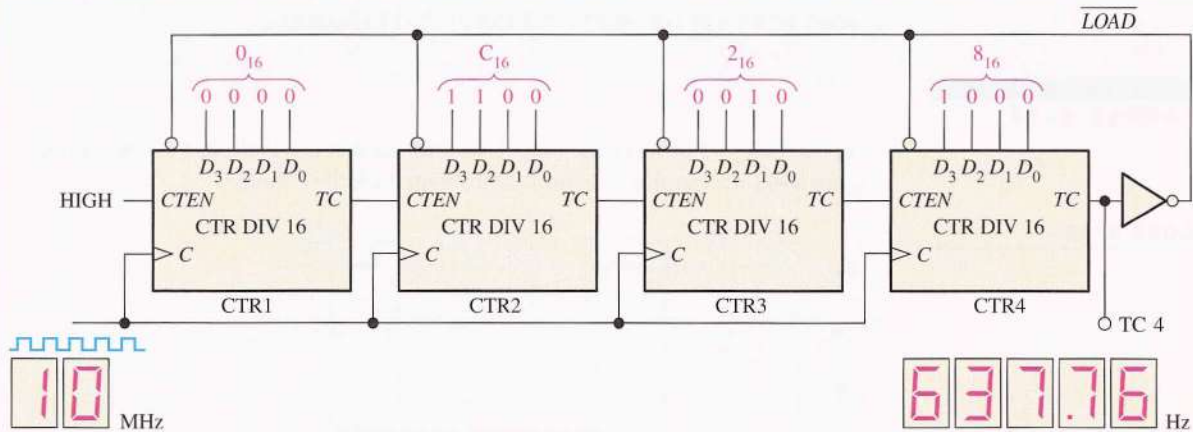 LOAD
0₁₆ C₁₆ 2₁₆ 8₁₆
0 0 0 0 1 1 0 0 0 0 1 0 1 0 0 0
D₃ D₂ D₁ D₀ D₃ D₂ D₁ D₀ D₃ D₂ D₁ D₀ D₃ D₂ D₁ D₀
HIGH CTEN TC CTEN TC CTEN TC CTEN TC
CTR DIV 16 CTR DIV 16 CTR DIV 16 CTR DIV 16
C C C C
CTR1 CTR2 CTR3 CTR4
TC 4
10 MHz 637.76 Hz